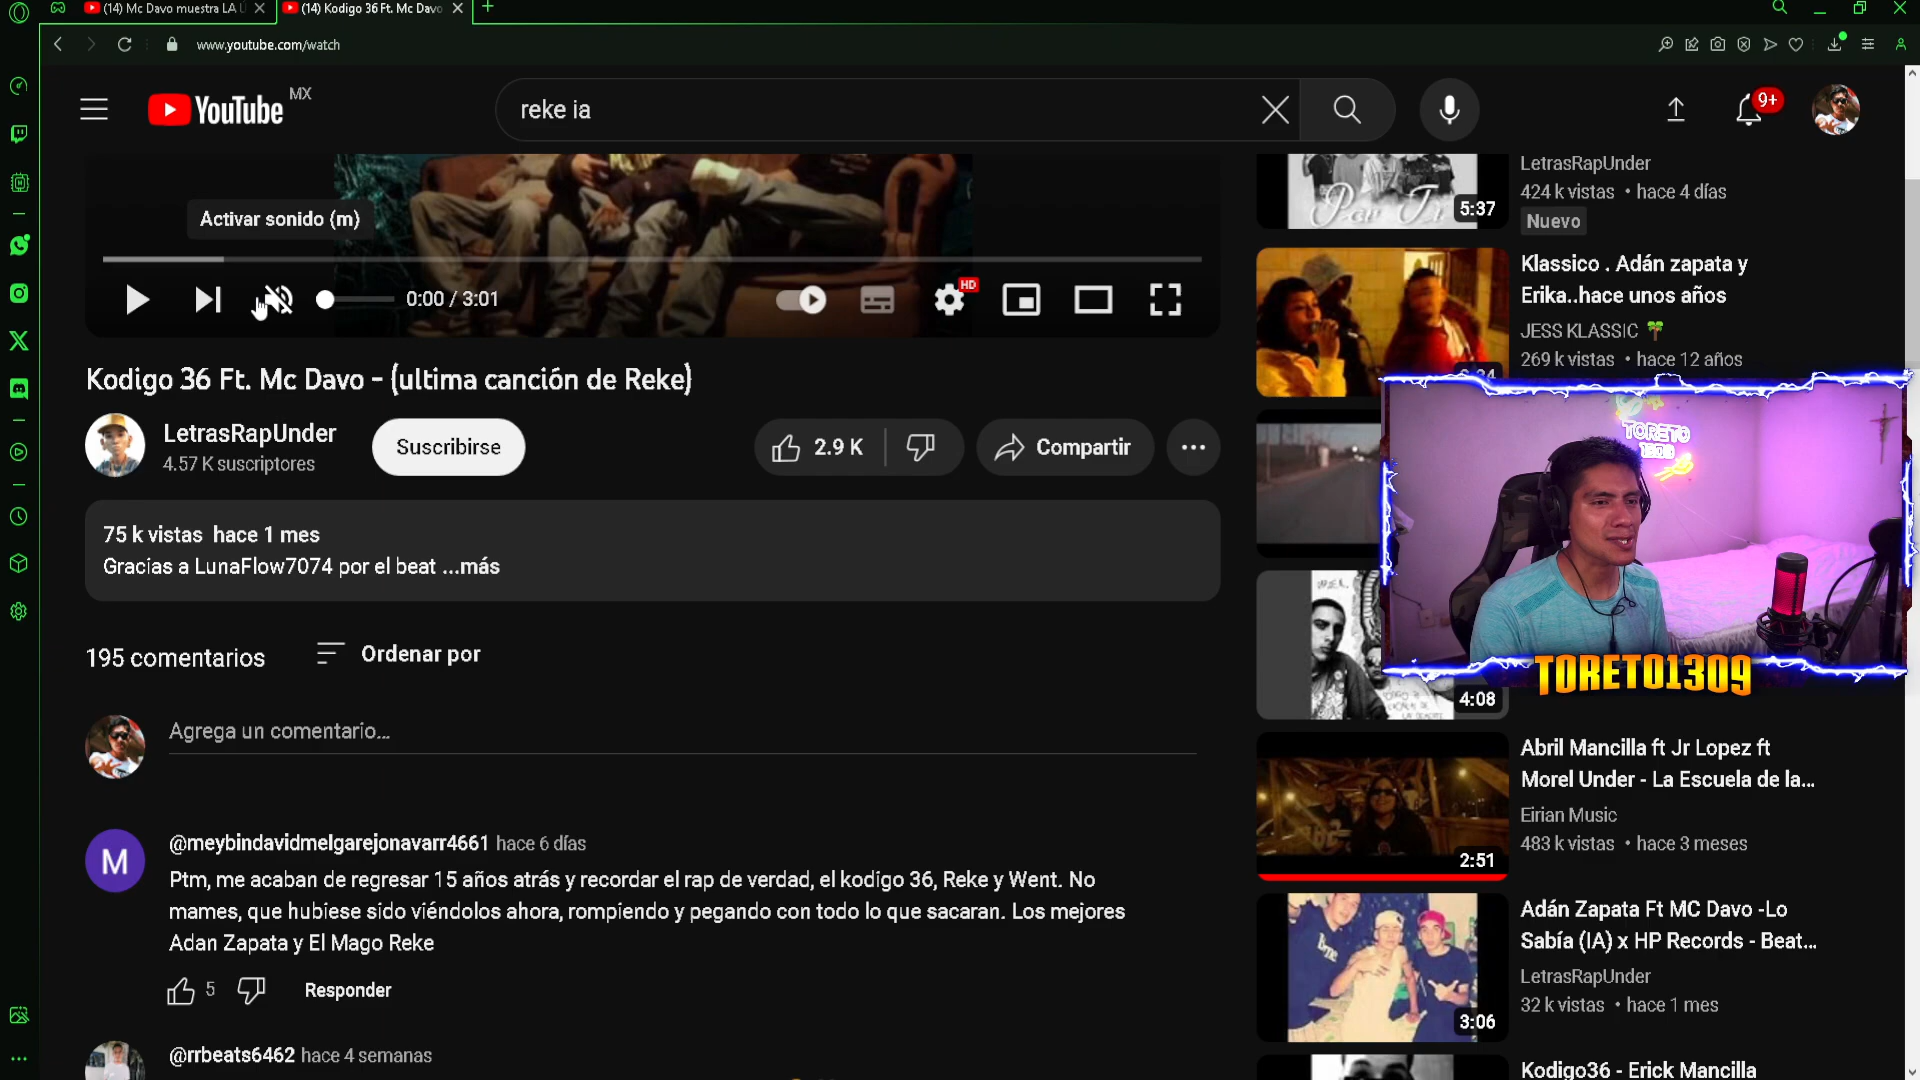 (14) Mc Davo muestra LA L
(14) Kodigo 36 Ft. Mc Davo
www.youtube.com/watch
YouTube MX
reke ia
9+
Activar sonido (m)
0:00 / 3:01
HD
Kodigo 36 Ft. Mc Davo - (ultima canción de Reke)
LetrasRapUnder
4.57 K suscriptores
Suscribirse
2.9 K
Compartir
75 k vistas hace 1 mes
Gracias a LunaFlow7074 por el beat ...más
195 comentarios
Ordenar por
Agrega un comentario...
M
@meybindavidmelgarejonavarr4661 hace 6 días
Ptm, me acaban de regresar 15 años atrás y recordar el rap de verdad, el kodigo 36, Reke y Went. No
mames, que hubiese sido viéndolos ahora, rompiendo y pegando con todo lo que sacaran. Los mejores
Adan Zapata y El Mago Reke
5
Responder
@rrbeats6462 hace 4 semanas
Por Ti
5:37
LetrasRapUnder
424 k vistas • hace 4 días
Nuevo
Klassico . Adán zapata y
Erika..hace unos años
JESS KLASSIC
269 k vistas • hace 12 años
TORETO
1309
TORETO1309
4:08
2:51
Abril Mancilla ft Jr Lopez ft
Morel Under - La Escuela de la...
Eirian Music
483 k vistas • hace 3 meses
3:06
Adán Zapata Ft MC Davo -Lo
Sabía (IA) x HP Records - Beat...
LetrasRapUnder
32 k vistas • hace 1 mes
Kodigo36 - Erick Mancilla